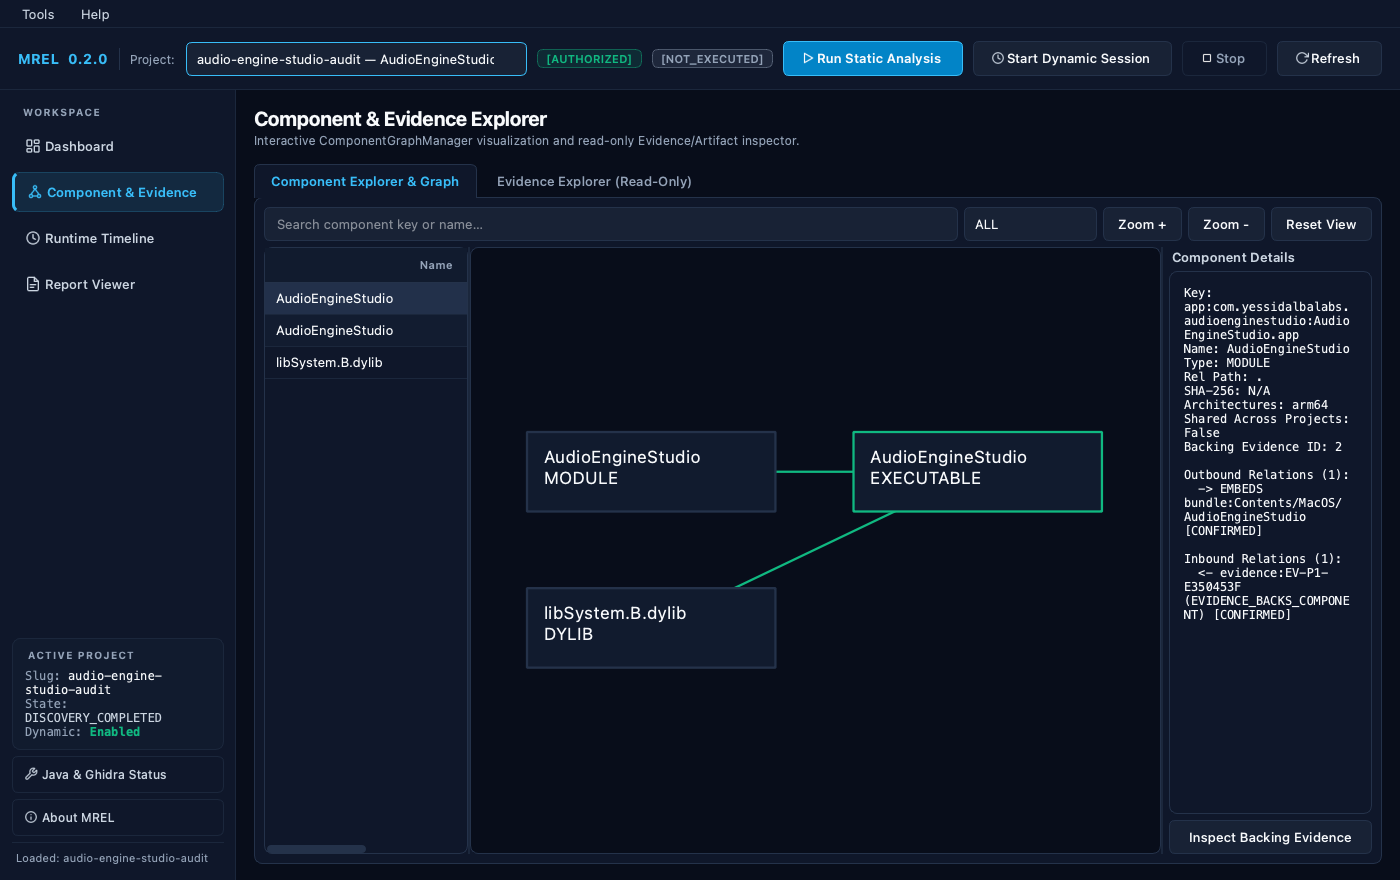 Tools Help
MREL 0.2.0 Project: audio-engine-studio-audit — AudioEngineStudic [AUTHORIZED] [NOT_EXECUTED] Run Static Analysis Start Dynamic Session Stop Refresh
WORKSPACE
Dashboard
Component & Evidence
Runtime Timeline
Report Viewer
ACTIVE PROJECT
Slug: audio-engine-
studio-audit
State:
DISCOVERY_COMPLETED
Dynamic: Enabled
Java & Ghidra Status
About MREL
Loaded: audio-engine-studio-audit
Component & Evidence Explorer
Interactive ComponentGraphManager visualization and read-only Evidence/Artifact inspector.
Component Explorer & Graph Evidence Explorer (Read-Only)
Search component key or name... ALL Zoom + Zoom - Reset View
Name
AudioEngineStudio
AudioEngineStudio
libSystem.B.dylib
AudioEngineStudio
MODULE
AudioEngineStudio
EXECUTABLE
libSystem.B.dylib
DYLIB
Component Details
Key:
app:com.yessidalbalabs.
audioenginestudio:Audio
EngineStudio.app
Name: AudioEngineStudio
Type: MODULE
Rel Path: .
SHA-256: N/A
Architectures: arm64
Shared Across Projects:
False
Backing Evidence ID: 2
Outbound Relations (1):
-> EMBEDS
bundle:Contents/MacOS/
AudioEngineStudio
[CONFIRMED]
Inbound Relations (1):
<- evidence:EV-P1-
E350453F
(EVIDENCE_BACKS_COMPONE
NT) [CONFIRMED]
Inspect Backing Evidence